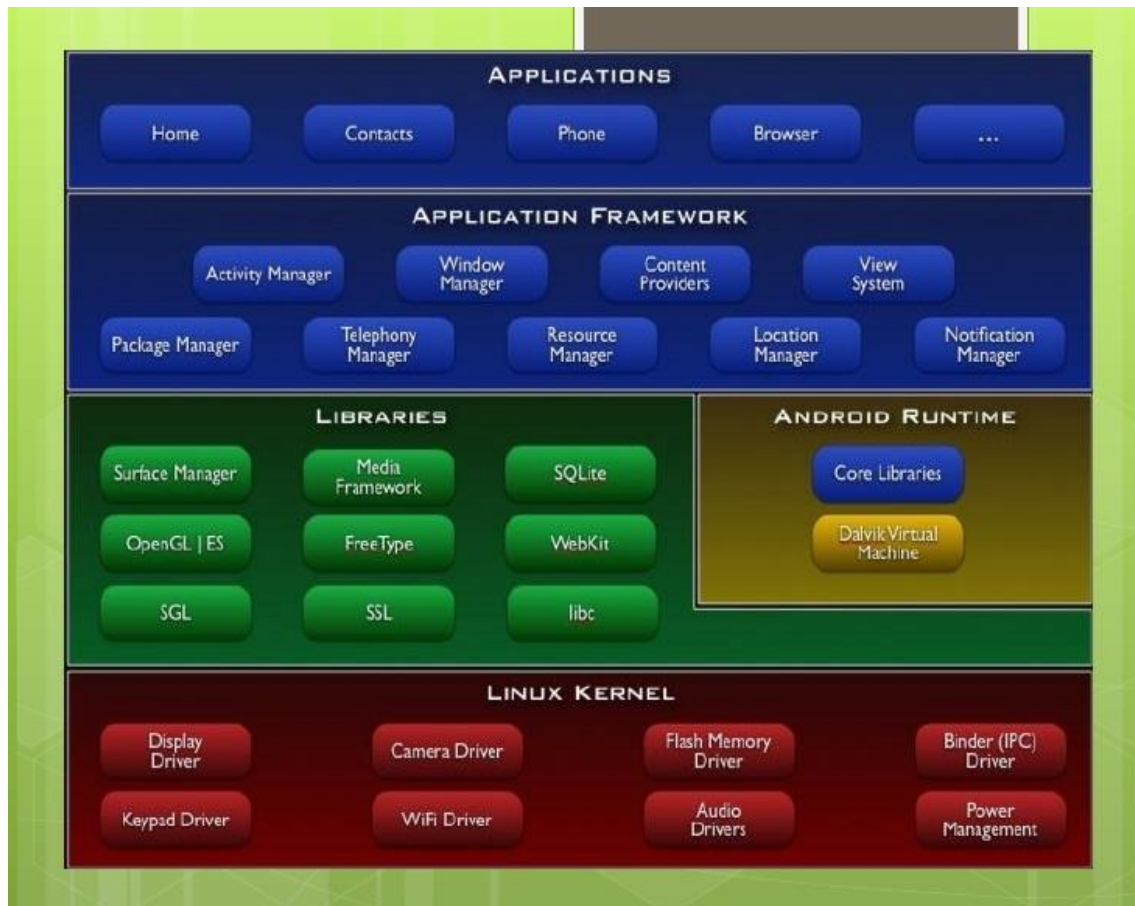 APPLICATIONS
Home
Contacts
Phone
Browser
...
APPLICATION FRAMEWORK
Activity Manager
Window
Manager
Content
Providers
View
System
Package Manager
Telephony
Manager
Resource
Manager
Location
Manager
Notification
Manager
LIBRARIES
Surface Manager
Media
Framework
SQLite
OpenGL | ES
FreeType
WebKit
SGL
SSL
libc
ANDROID RUNTIME
Core Libraries
Dalvik Virtual
Machine
LINUX KERNEL
Display
Driver
Camera Driver
Flash Memory
Driver
Binder (IPC)
Driver
Keypad Driver
WiFi Driver
Audio
Drivers
Power
Management